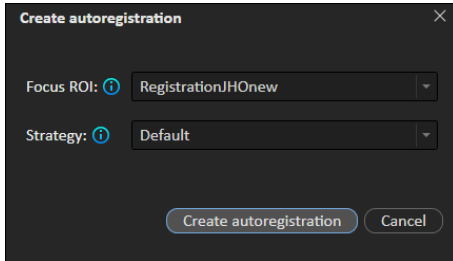 Create autoregistration
Focus ROI: RegistrationJHOnew
Strategy: Default
Create autoregistration Cancel